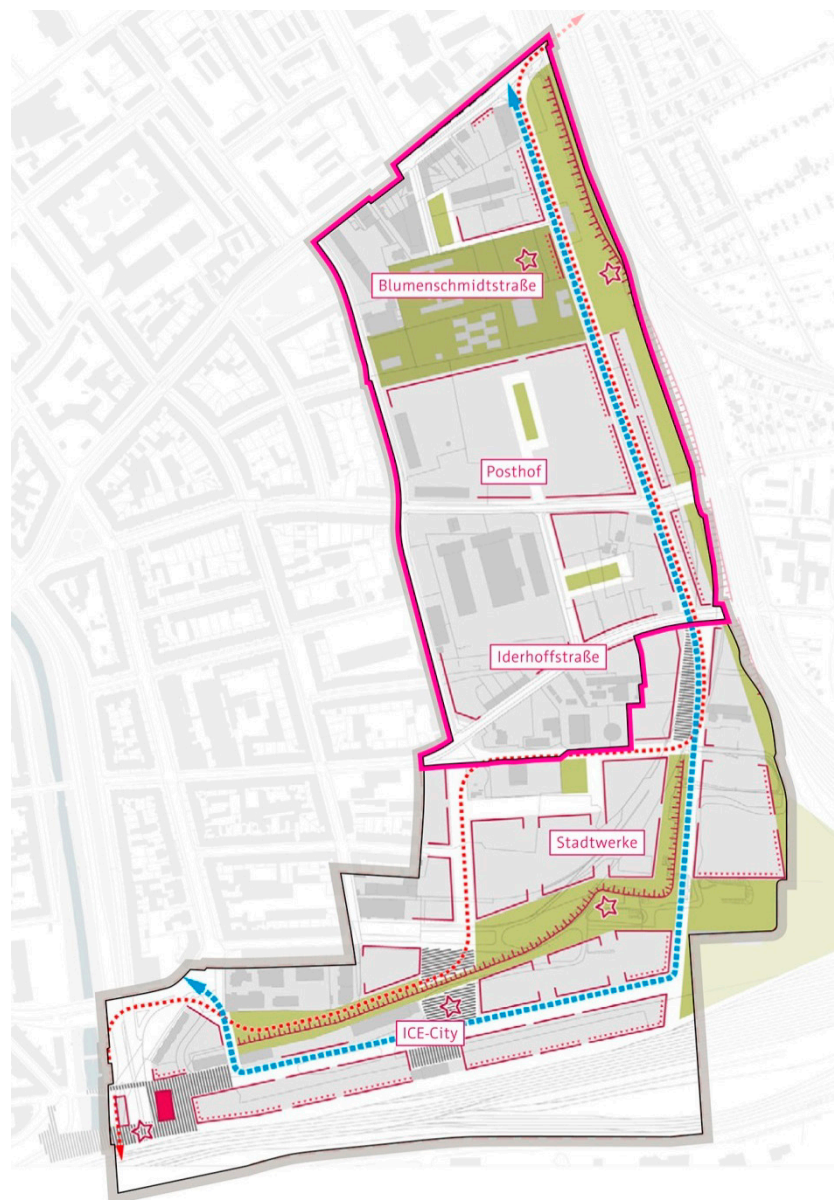 Blumenschmidtstraße
Posthof
Iderhoffstraße
Stadtwerke
ICE-City